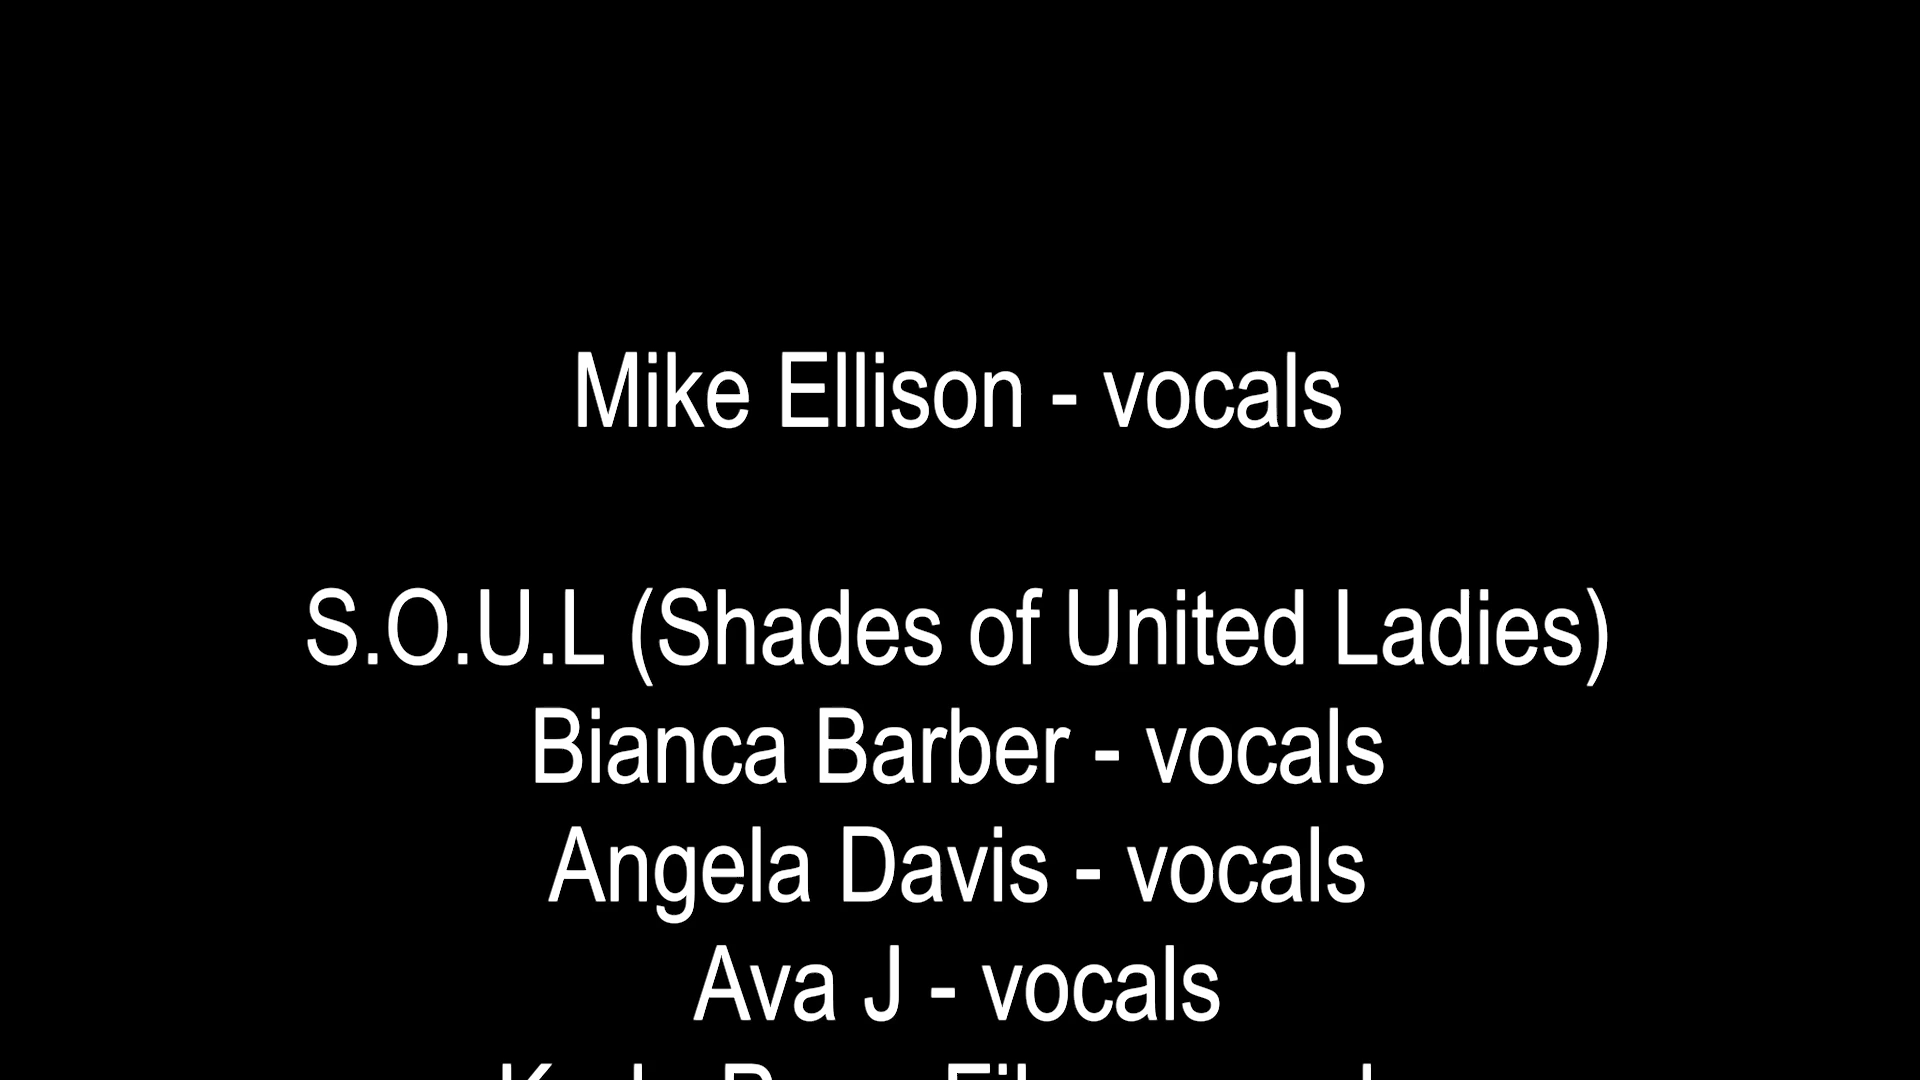 Mike Ellison - vocals
S.O.U.L (Shades of United Ladies)
Bianca Barber - vocals
Angela Davis - vocals
Ava J - vocals